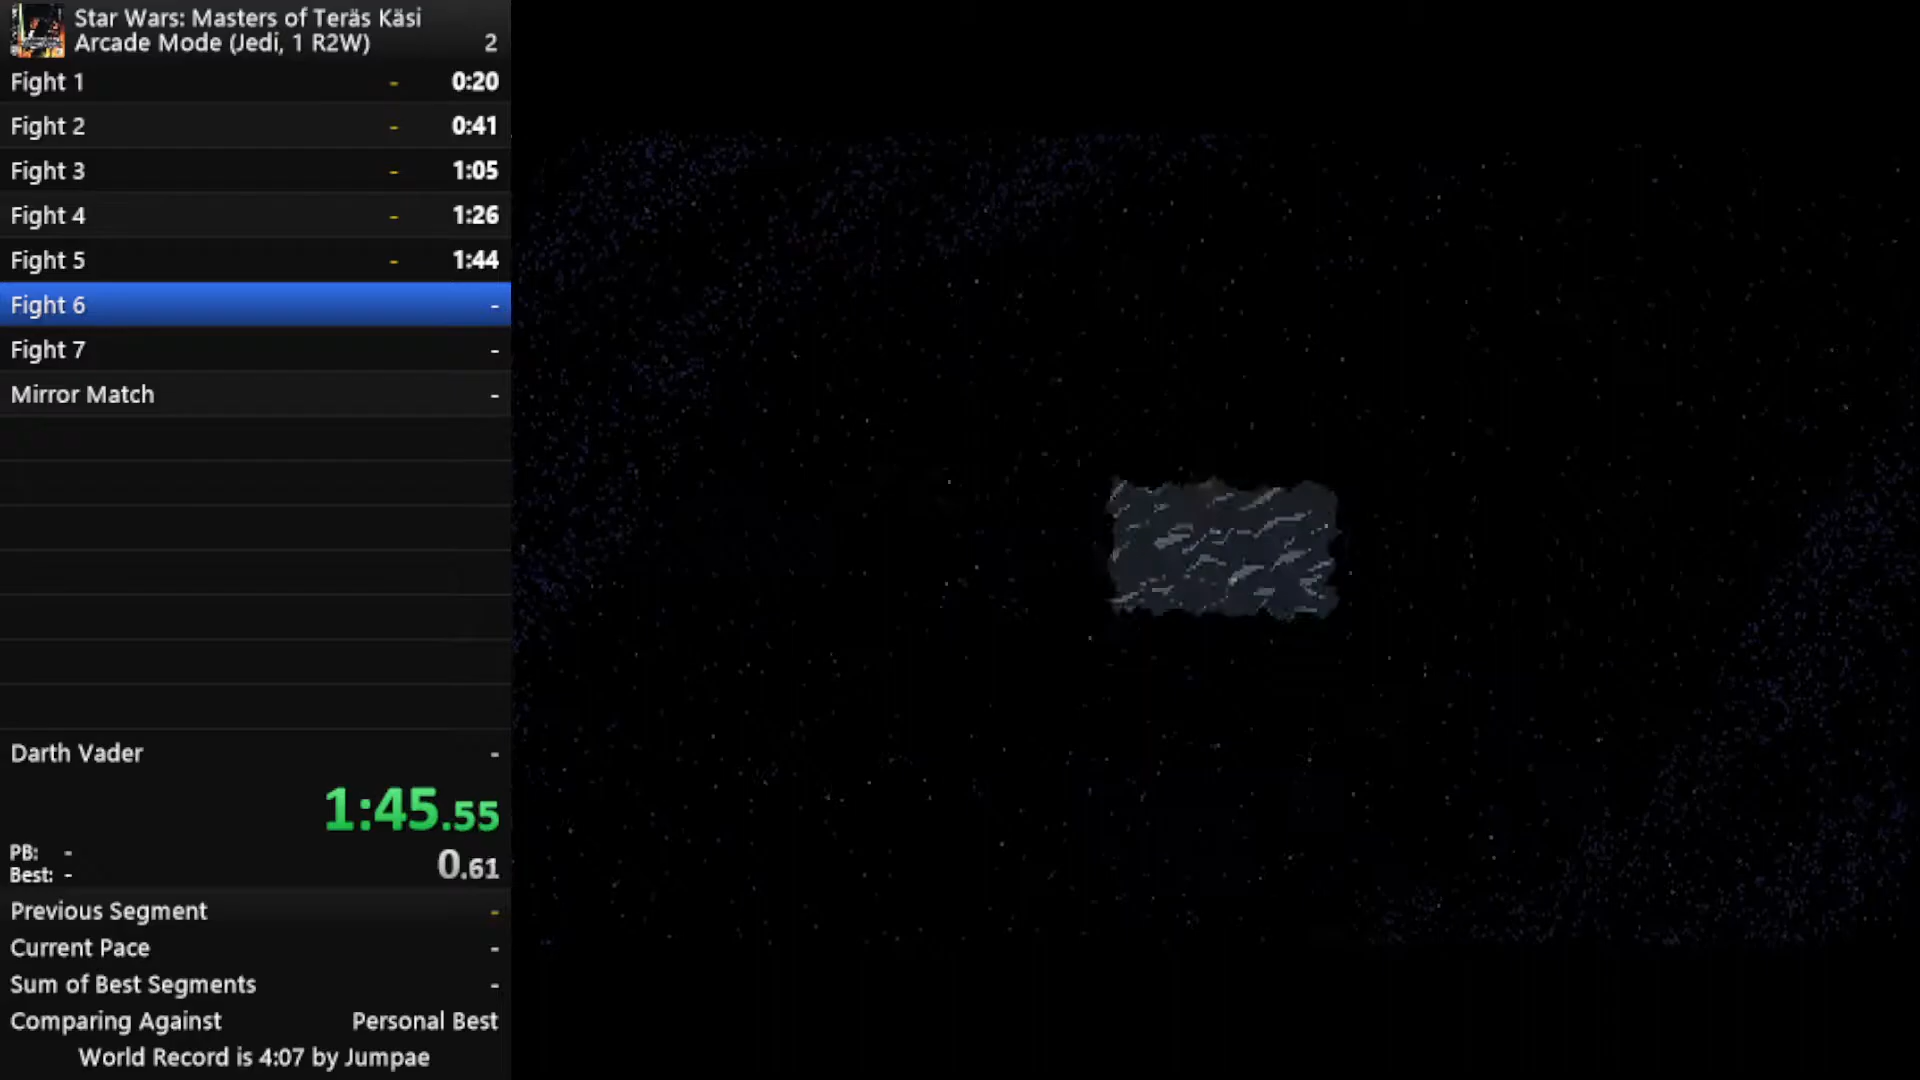 Star Wars: Masters of Teräs Käsi
Arcade Mode (Jedi, 1 R2W) 2
Fight 1 - 0:20
Fight 2 - 0:41
Fight 3 - 1:05
Fight 4 - 1:26
Fight 5 - 1:44
Fight 6 -
Fight 7 -
Mirror Match -
Darth Vader -
1:45.55
PB: - 0.61
Best: -
Previous Segment -
Current Pace -
Sum of Best Segments -
Comparing Against Personal Best
World Record is 4:07 by Jumpae